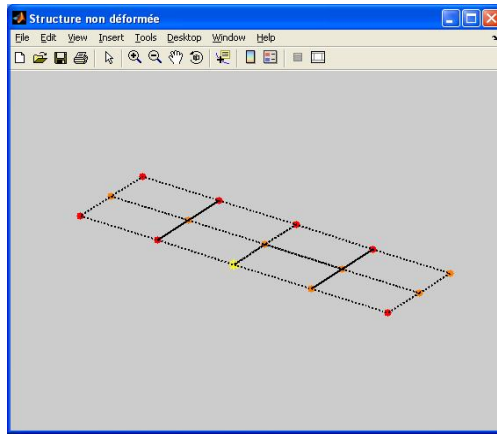 Structure non déformée
File Edit View Insert Tools Desktop Window Help